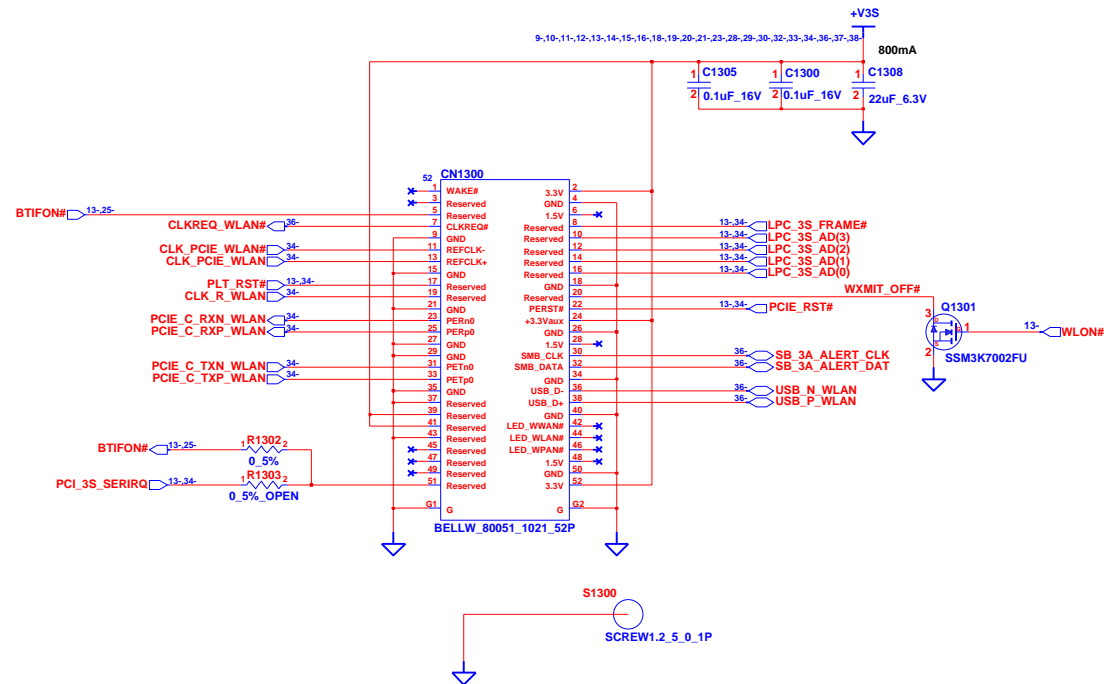 +V3S
9-,10-,11-,12-,13-,14-,15-,16-,18-,19-,20-,21-,23-,28-,29-,30-,32-,33-,34-,36-,37-,38-
800mA
1 C1305 1 C1300 1 C1308
2 0.1uF_16V 2 0.1uF_16V 2 22uF_6.3V
CN1300
52
1 WAKE# 3.3V 2
3 Reserved GND 4
BTIFON# 13-,25- 5 Reserved 1.5V 6
CLKREQ_WLAN# 36- 7 CLKREQ# Reserved 8 13-,34- LPC_3S_FRAME#
9 GND Reserved 10 13-,34- LPC_3S_AD(3)
CLK_PCIE_WLAN# 34- 11 REFCLK- Reserved 12 13-,34- LPC_3S_AD(2)
CLK_PCIE_WLAN 34- 13 REFCLK+ Reserved 14 13-,34- LPC_3S_AD(1)
15 GND Reserved 16 13-,34- LPC_3S_AD(0)
PLT_RST# 13-,34- 17 Reserved GND 18
CLK_R_WLAN 34- 19 Reserved Reserved 20 WXMIT_OFF#
21 GND PERST# 22 13-,34- PCIE_RST#
PCIE_C_RXN_WLAN 34- 23 PERn0 +3.3Vaux 24
PCIE_C_RXP_WLAN 34- 25 PERp0 GND 26
27 GND 1.5V 28
29 GND SMB_CLK 30 36- SB_3A_ALERT_CLK
PCIE_C_TXN_WLAN 34- 31 PETn0 SMB_DATA 32 36- SB_3A_ALERT_DAT
PCIE_C_TXP_WLAN 34- 33 PETp0 GND 34
35 GND USB_D- 36 36- USB_N_WLAN
37 Reserved USB_D+ 38 36- USB_P_WLAN
39 Reserved GND 40
41 Reserved LED_WWAN# 42
43 Reserved LED_WLAN# 44
45 Reserved LED_WPAN# 46
47 Reserved 1.5V 48
49 Reserved GND 50
51 Reserved 3.3V 52
G1 G G G2
BELLW_80051_1021_52P
Q1301
3 D
G 1 13- WLON#
2 S
SSM3K7002FU
BTIFON# 13-,25- 1 R1302 2
0_5%
PCI_3S_SERIRQ 13-,34- 1 R1303 2
0_5%_OPEN
S1300
SCREW1.2_5_0_1P